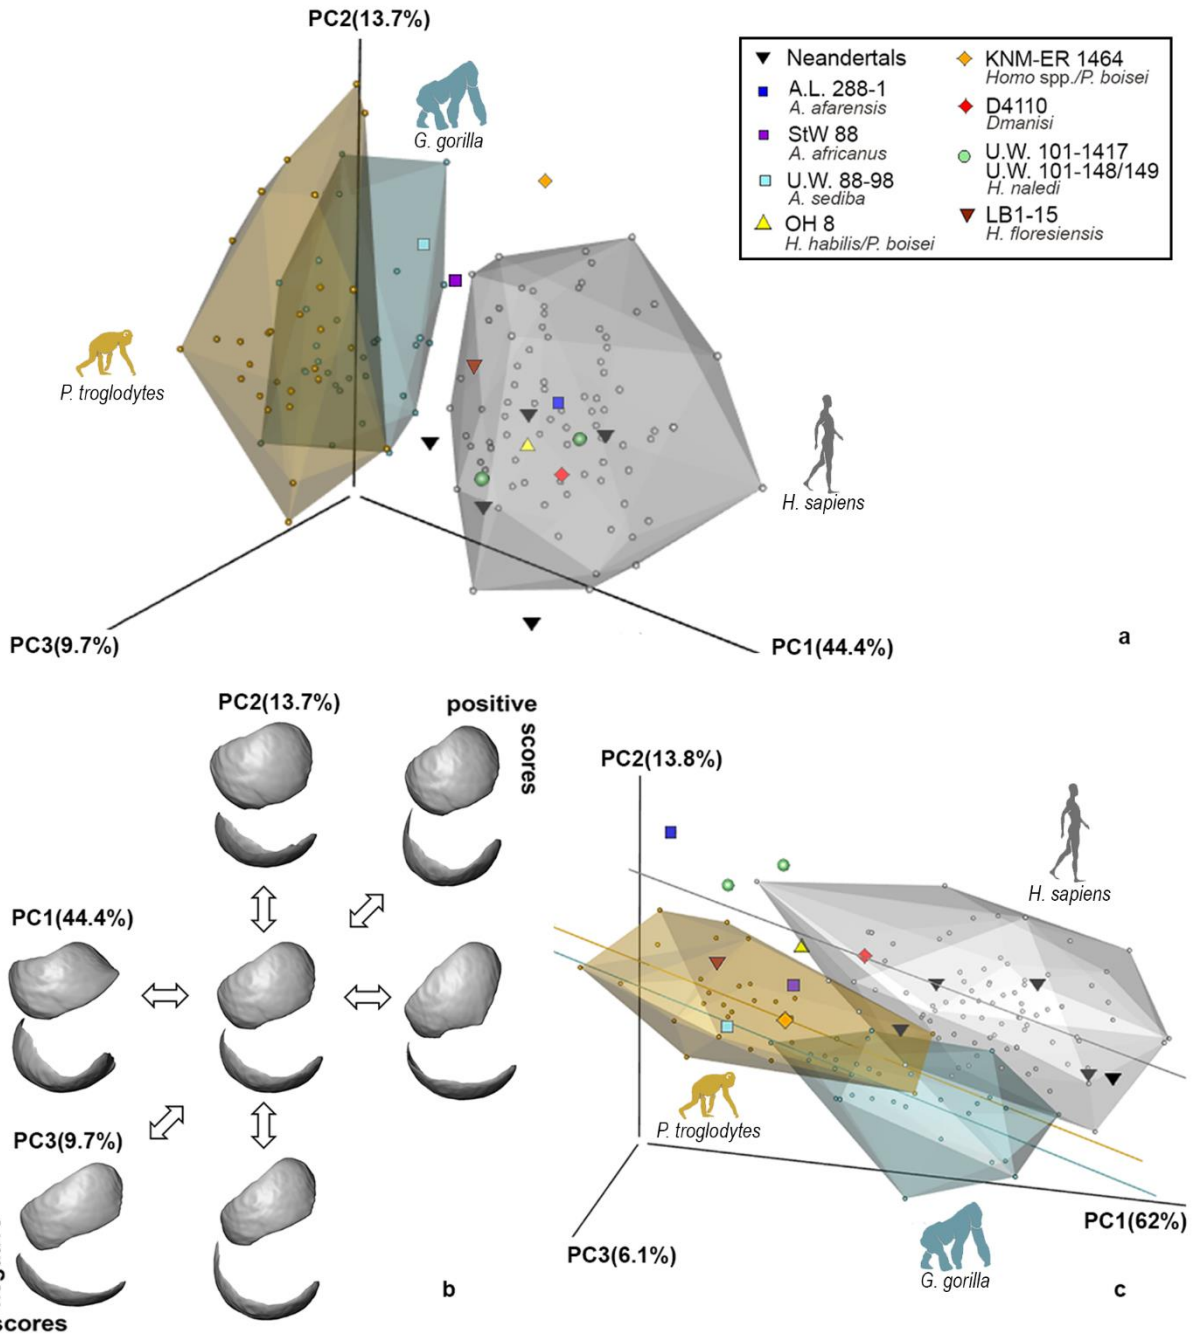 PC2(13.7%)
G. gorilla
P. troglodytes
H. sapiens
PC3(9.7%)
PC1(44.4%)
a
Neandertals
A.L. 288-1
A. afarensis
StW 88
A. africanus
U.W. 88-98
A. sediba
OH 8
H. habilis/P. boisei
KNM-ER 1464
Homo spp./P. boisei
D4110
Dmanisi
U.W. 101-1417
U.W. 101-148/149
H. naledi
LB1-15
H. floresiensis
PC2(13.7%)
positive
scores
PC1(44.4%)
PC3(9.7%)
scores
b
PC2(13.8%)
H. sapiens
P. troglodytes
G. gorilla
PC1(62%)
PC3(6.1%)
c